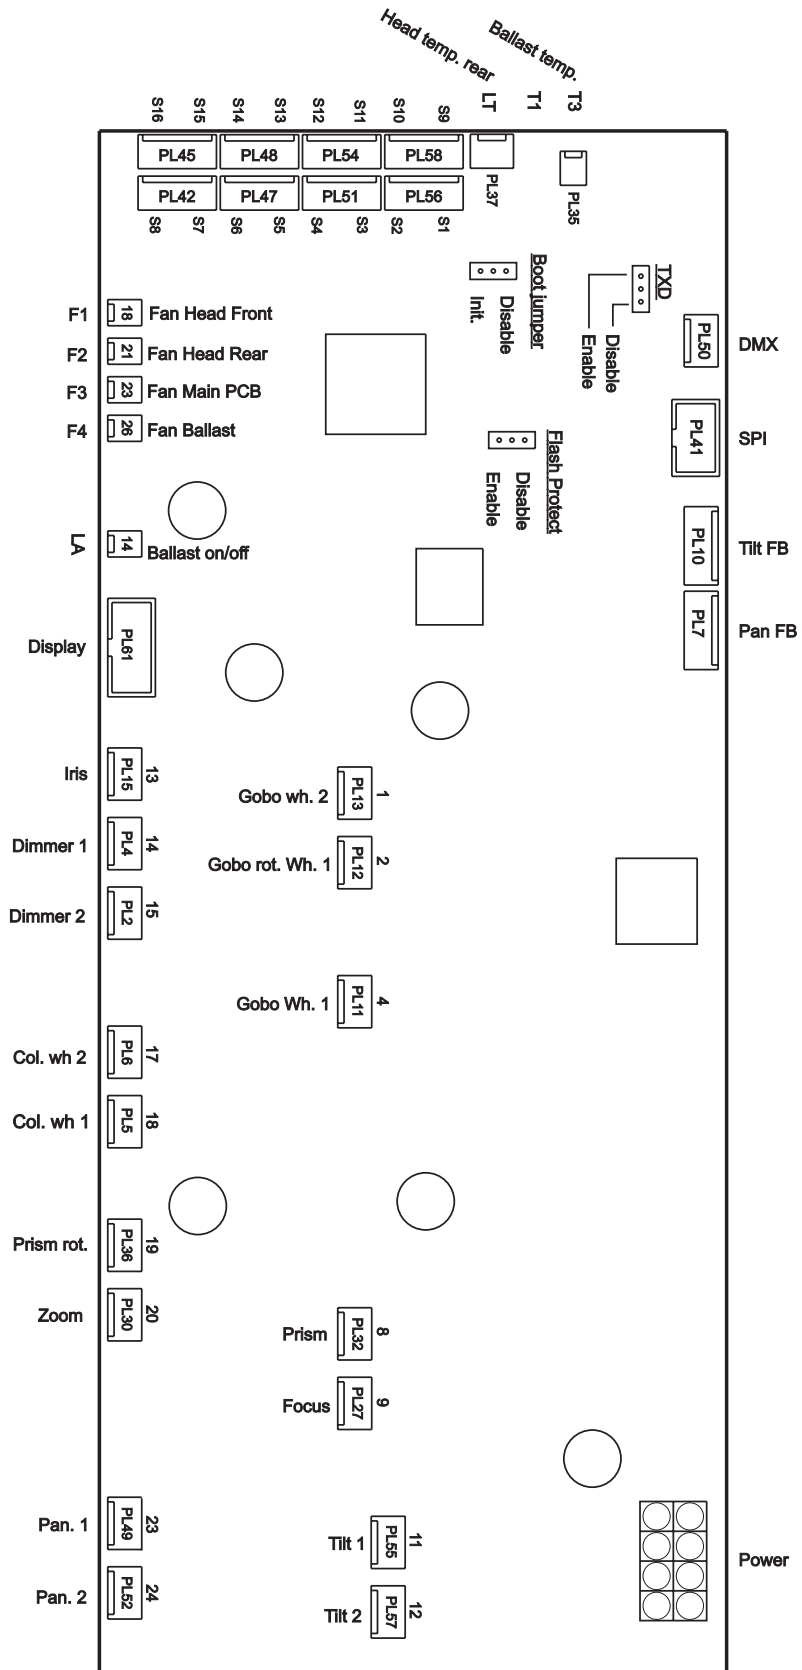 Head temp. rear
Ballast temp.
LT
T1
T3
S16
S15
S14
S13
S12
S11
S10
S9
PL45
PL48
PL54
PL58
PL37
PL42
PL47
PL51
PL56
PL35
S8
S7
S6
S5
S4
S3
S2
S1
Boot jumper
Disable
Init.
TXD
Disable
Enable
F1
18
Fan Head Front
F2
21
Fan Head Rear
F3
23
Fan Main PCB
F4
26
Fan Ballast
PL50
DMX
PL41
SPI
Flash Protect
Disable
Enable
LA
14
Ballast on/off
PL10
Tilt FB
Display
PL61
PL7
Pan FB
Iris
PL15
13
Gobo wh. 2
PL13
1
Dimmer 1
PL4
14
Gobo rot. Wh. 1
PL12
2
Dimmer 2
PL2
15
Gobo Wh. 1
PL11
4
Col. wh 2
PL6
17
Col. wh 1
PL5
18
Prism rot.
PL36
19
Zoom
PL30
20
Prism
PL32
8
Focus
PL27
9
Pan. 1
PL49
23
Tilt 1
PL55
11
Power
Pan. 2
PL52
24
Tilt 2
PL57
12